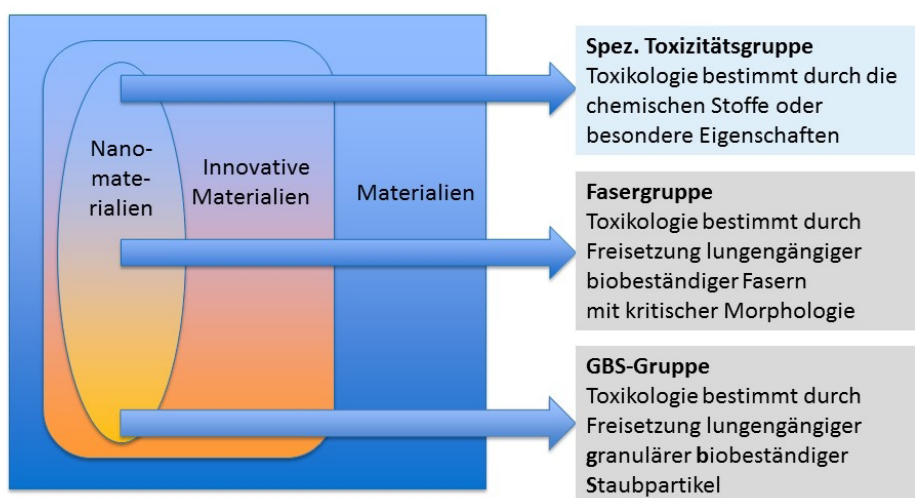 Nano-
mate-
rialien
Innovative
Materialien
Materialien
Spez. Toxizitätsgruppe
Toxikologie bestimmt durch die
chemischen Stoffe oder
besondere Eigenschaften
Fasergruppe
Toxikologie bestimmt durch
Freisetzung lungengängiger
biobeständiger Fasern
mit kritischer Morphologie
GBS-Gruppe
Toxikologie bestimmt durch
Freisetzung lungengängiger
granulärer biobeständiger
Staubpartikel